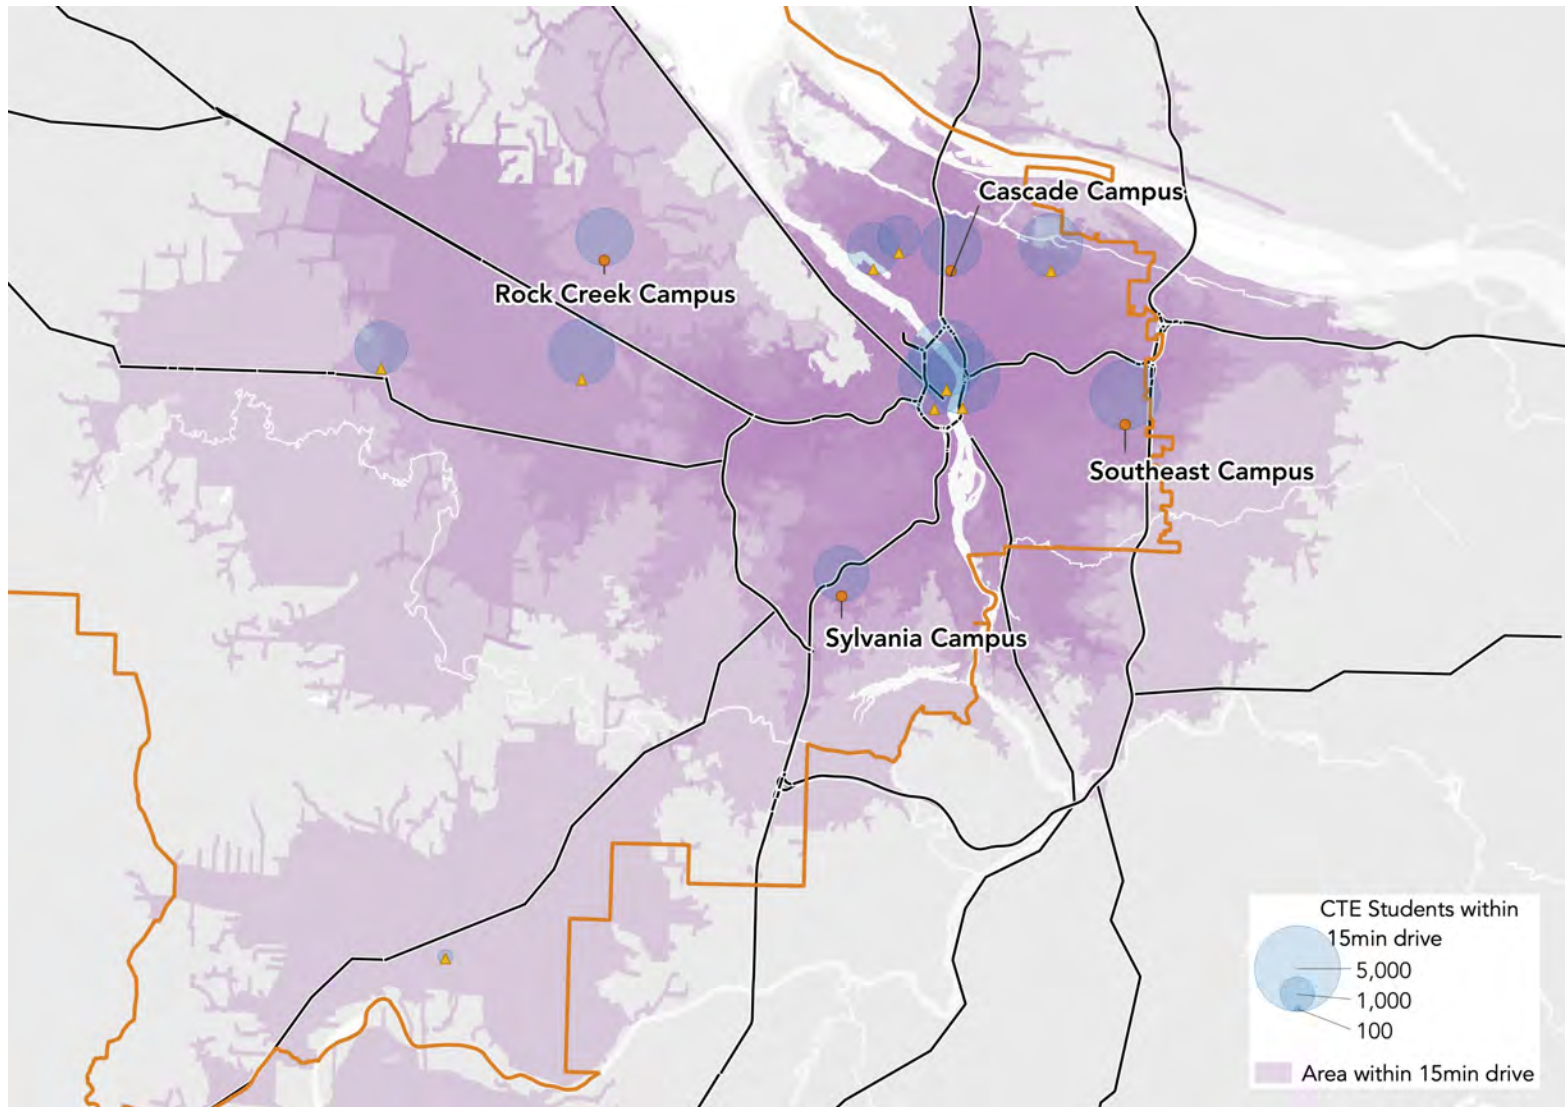 Cascade Campus
Rock Creek Campus
Southeast Campus
Sylvania Campus
CTE Students within
15min drive
5,000
1,000
100
Area within 15min drive